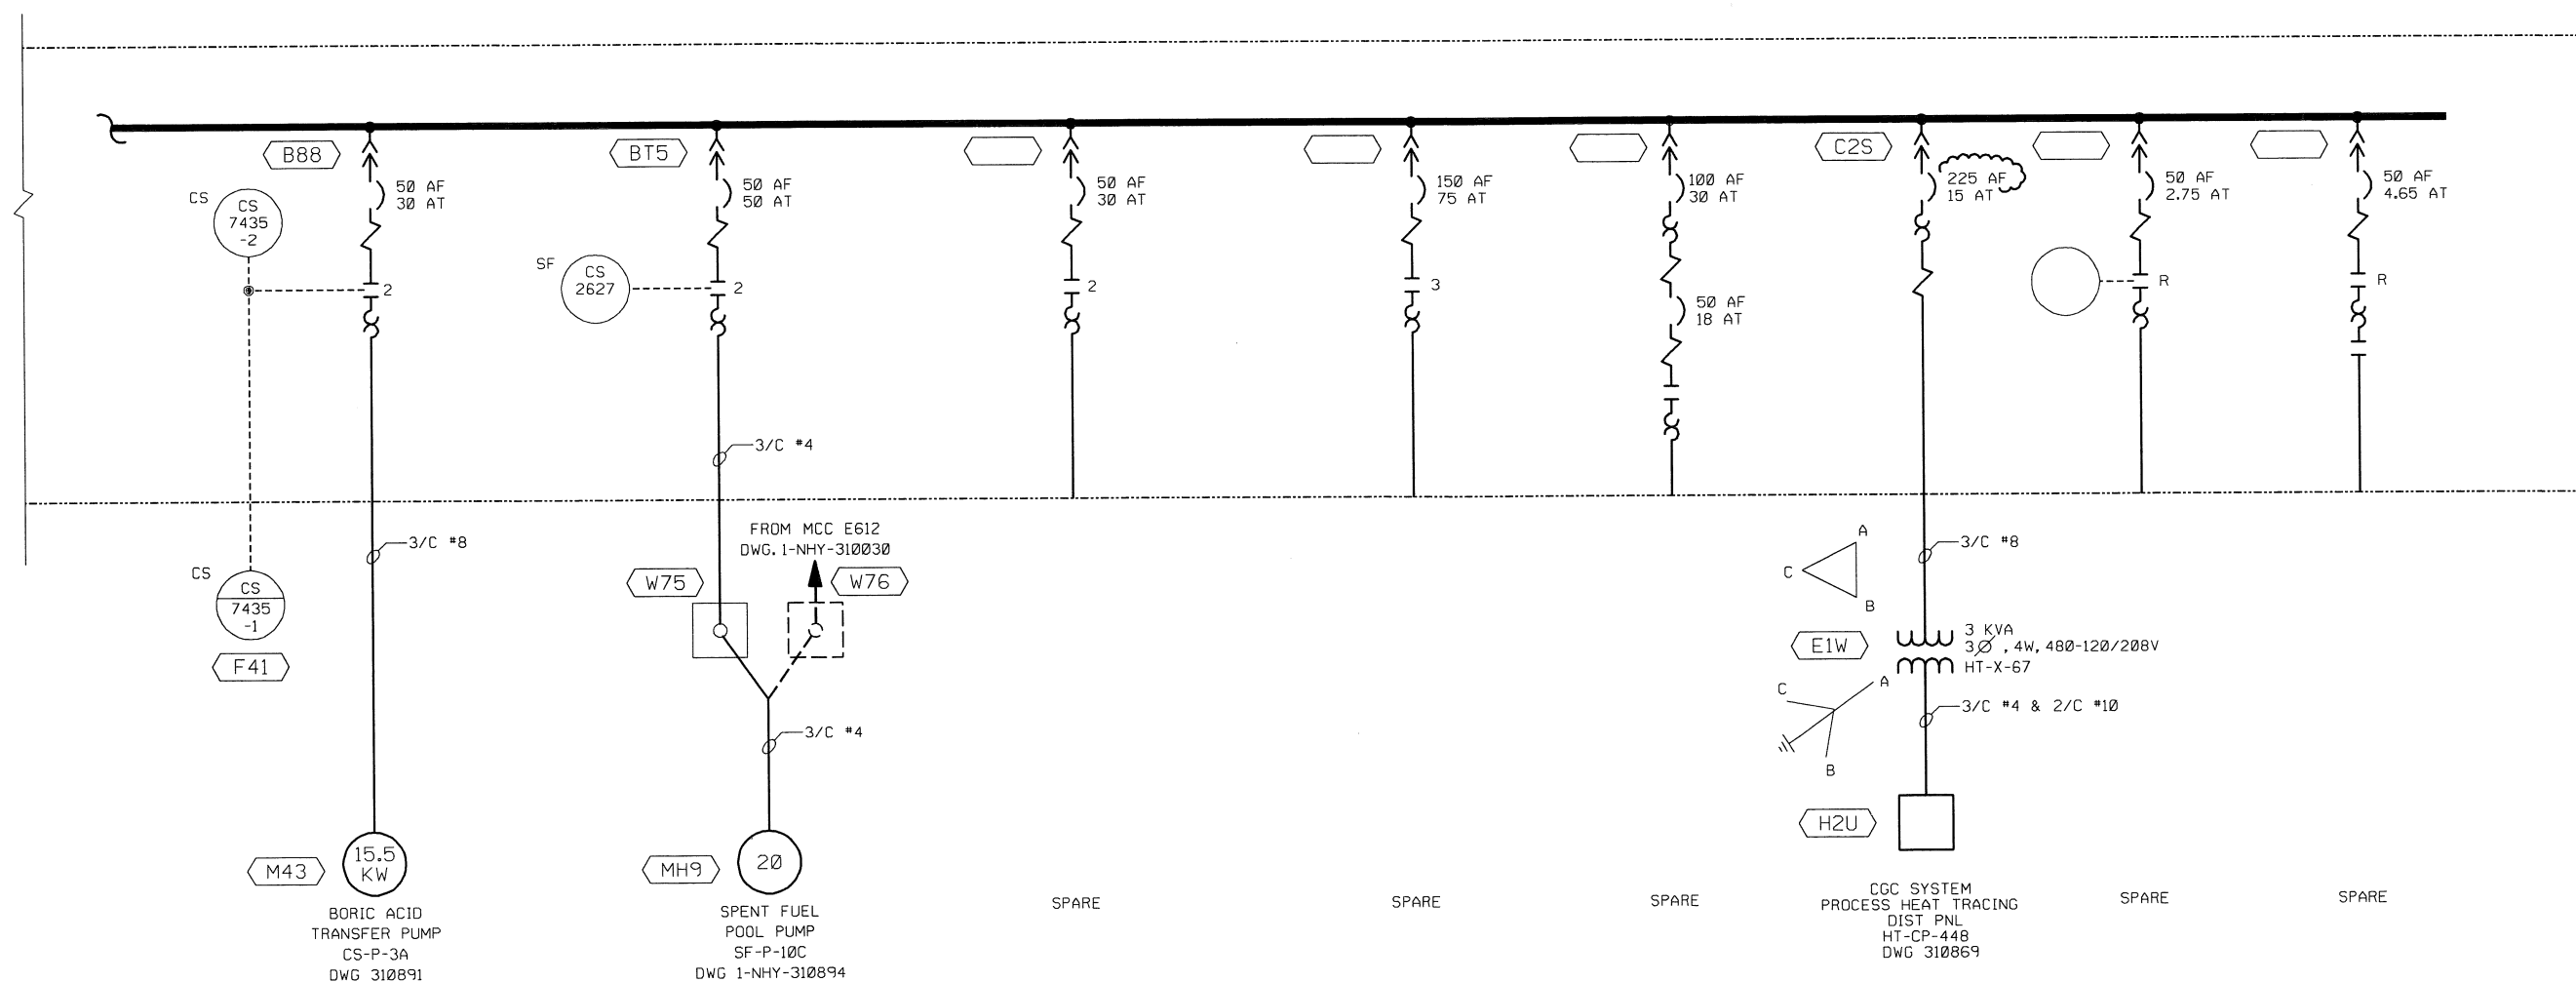 B88
50 AF
30 AT
CS
CS
7435
-2
2
3/C #8
CS
CS
7435
-1
F41
M43
15.5
KW
BORIC ACID
TRANSFER PUMP
CS-P-3A
DWG 310891
BT5
50 AF
50 AT
SF
CS
2627
2
3/C #4
FROM MCC E612
DWG. 1-NHY-310030
W75
W76
3/C #4
MH9
20
SPENT FUEL
POOL PUMP
SF-P-10C
DWG 1-NHY-310894
50 AF
30 AT
2
SPARE
150 AF
75 AT
3
SPARE
100 AF
30 AT
50 AF
18 AT
SPARE
C2S
225 AF
15 AT
3/C #8
A
C
B
E1W
3 KVA
3Ø, 4W, 480-120/208V
HT-X-67
C
A
B
3/C #4 & 2/C #10
H2U
CGC SYSTEM
PROCESS HEAT TRACING
DIST PNL
HT-CP-448
DWG 310869
50 AF
2.75 AT
R
SPARE
50 AF
4.65 AT
R
SPARE